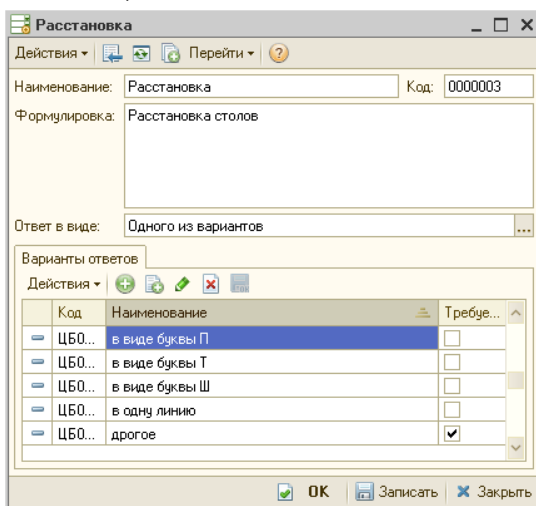 Расстановка
Действия Перейти
Наименование: Расстановка Код: 0000003
Формулировка: Расстановка столов
Ответ в виде: Одного из вариантов ...
Варианты ответов
Действия
Код Наименование Требуе...
ЦБ0... в виде буквы П
ЦБ0... в виде буквы Т
ЦБ0... в виде буквы Ш
ЦБ0... в одну линию
ЦБ0... дрогое
OK Записать Закрыть